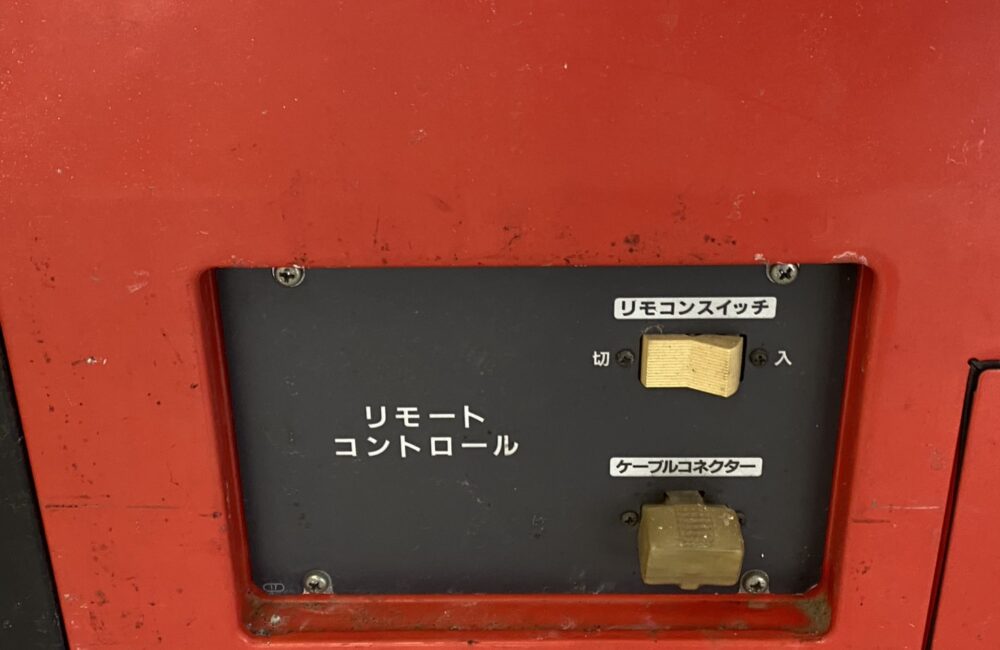 リモコンスイッチ
切 入
リモート
コントロール
ケーブルコネクター